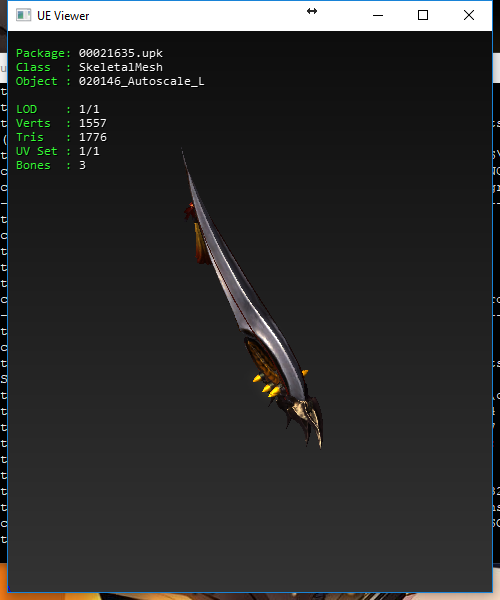 UE Viewer
Package: 00021635.upk
Class : SkeletalMesh
Object : 020146_Autoscale_L
LOD : 1/1
Verts : 1557
Tris : 1776
UV Set : 1/1
Bones : 3